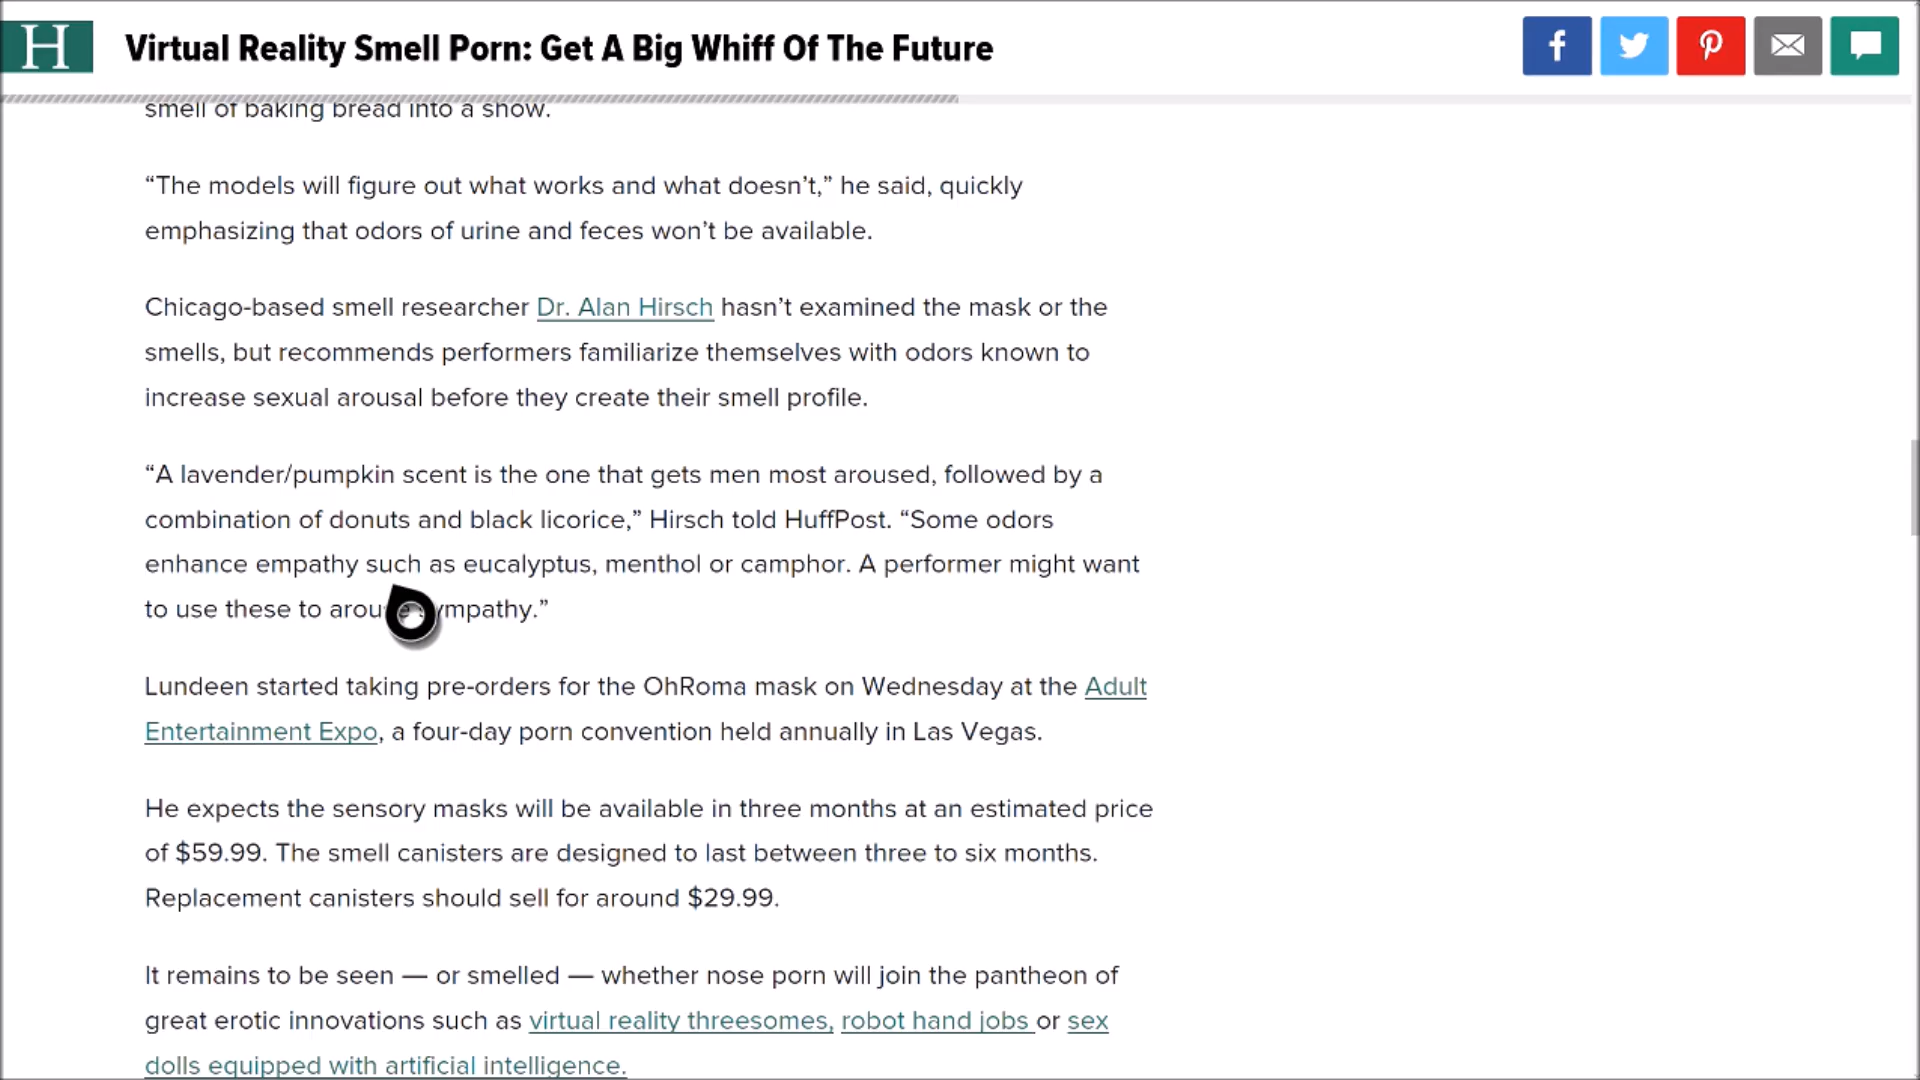 H Virtual Reality Smell Porn: Get A Big Whiff Of The Future
smell of baking bread into a show.
“The models will figure out what works and what doesn’t,” he said, quickly
emphasizing that odors of urine and feces won’t be available.
Chicago-based smell researcher Dr. Alan Hirsch hasn’t examined the mask or the
smells, but recommends performers familiarize themselves with odors known to
increase sexual arousal before they create their smell profile.
“A lavender/pumpkin scent is the one that gets men most aroused, followed by a
combination of donuts and black licorice,” Hirsch told HuffPost. “Some odors
enhance empathy such as eucalyptus, menthol or camphor. A performer might want
to use these to arouse sympathy.”
Lundeen started taking pre-orders for the OhRoma mask on Wednesday at the Adult
Entertainment Expo, a four-day porn convention held annually in Las Vegas.
He expects the sensory masks will be available in three months at an estimated price
of $59.99. The smell canisters are designed to last between three to six months.
Replacement canisters should sell for around $29.99.
It remains to be seen — or smelled — whether nose porn will join the pantheon of
great erotic innovations such as virtual reality threesomes, robot hand jobs or sex
dolls equipped with artificial intelligence.